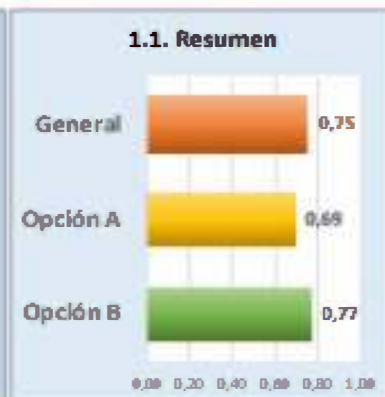 1.1. Resumen
General 0,75
Opción A 0,69
Opción B 0,77
0,00 0,20 0,40 0,60 0,80 1,00